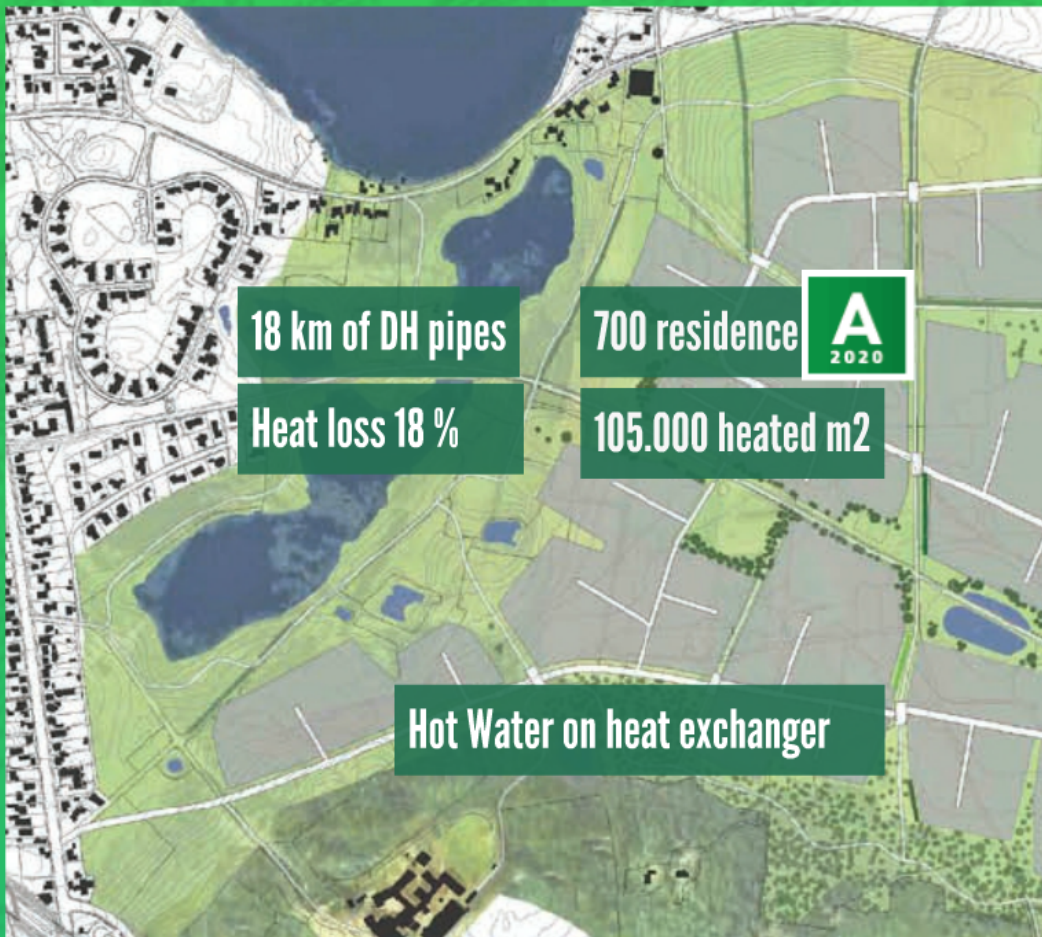 18 km of DH pipes
Heat loss 18 %
700 residence
A
2020
105.000 heated m2
Hot Water on heat exchanger